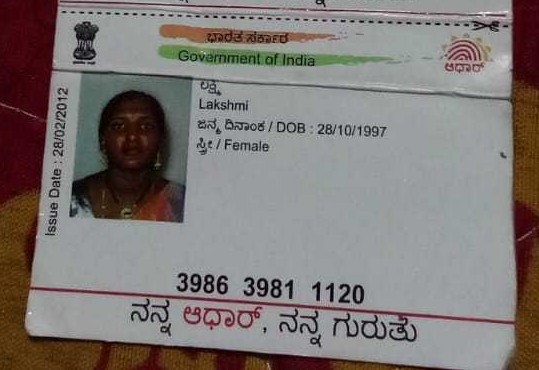 ಭಾರತ ಸರ್ಕಾರ
Government of India
ಆಧಾರ್
Issue Date : 28/02/2012
ಲಕ್ಷ್ಮಿ
Lakshmi
ಜನ್ಮ ದಿನಾಂಕ / DOB : 28/10/1997
ಸ್ತ್ರೀ / Female
3986 3981 1120
ನನ್ನ ಆಧಾರ್, ನನ್ನ ಗುರುತು